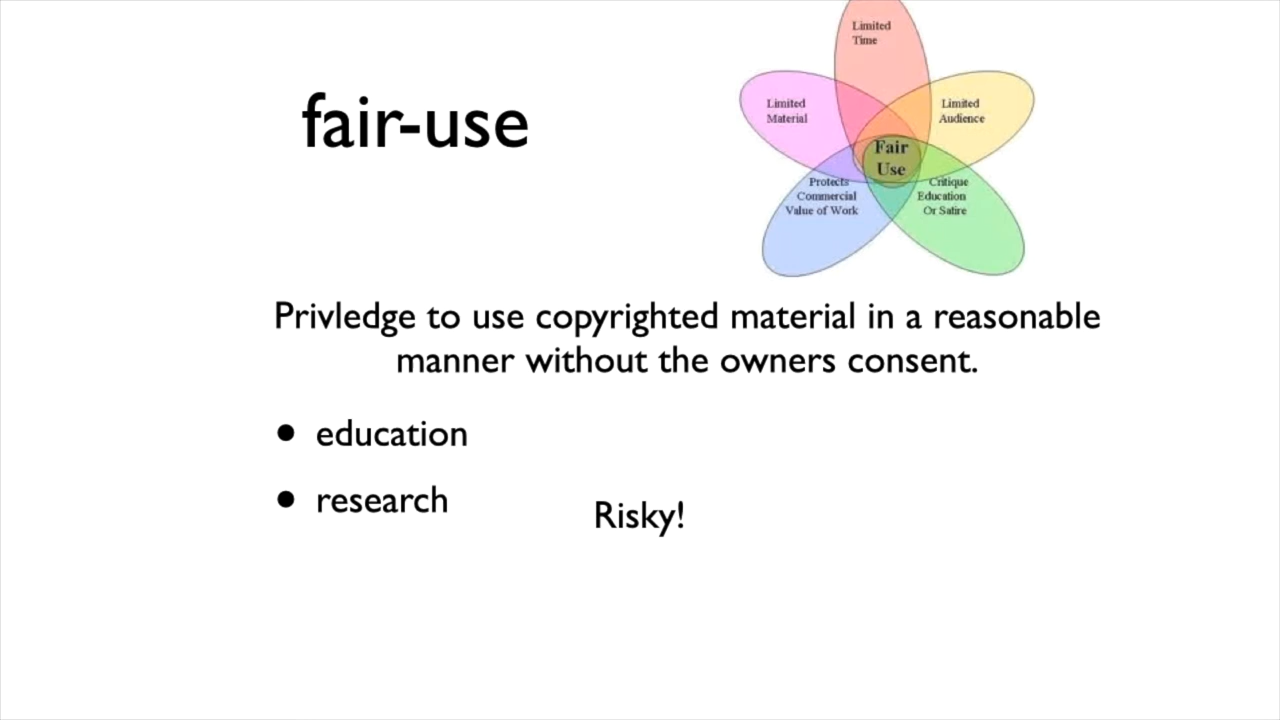 fair-use
Limited
Time
Limited
Material
Limited
Audience
Fair
Use
Protects
Commercial
Value of Work
Critique
Education
Or Satire
Privledge to use copyrighted material in a reasonable
manner without the owners consent.
• education
• research
Risky!